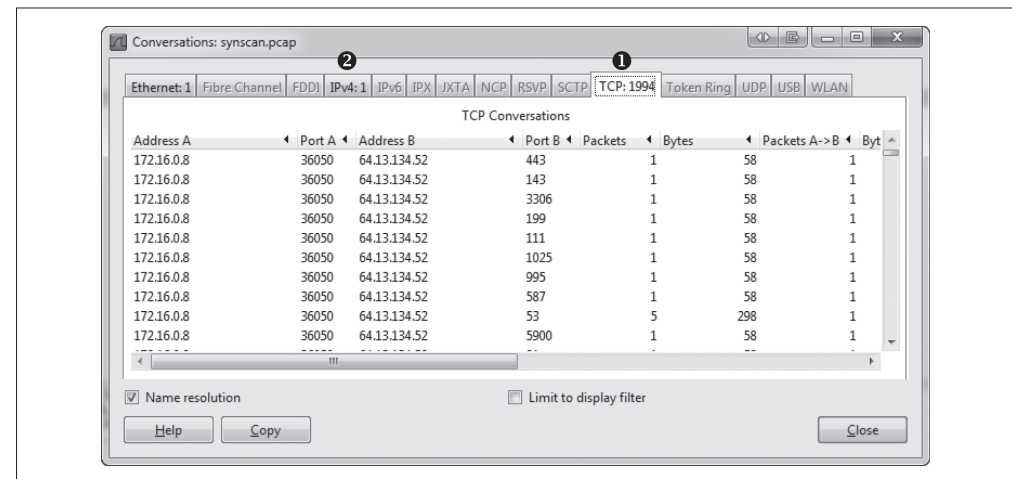 Conversations: synscan.pcap
❷ ❶
Ethernet: 1 Fibre Channel FDDI IPv4: 1 IPv6 IPX JXTA NCP RSVP SCTP TCP: 1994 Token Ring UDP USB WLAN
TCP Conversations
Address A Port A Address B Port B Packets Bytes Packets A->B Byt
172.16.0.8 36050 64.13.134.52 443 1 58 1
172.16.0.8 36050 64.13.134.52 143 1 58 1
172.16.0.8 36050 64.13.134.52 3306 1 58 1
172.16.0.8 36050 64.13.134.52 199 1 58 1
172.16.0.8 36050 64.13.134.52 111 1 58 1
172.16.0.8 36050 64.13.134.52 1025 1 58 1
172.16.0.8 36050 64.13.134.52 995 1 58 1
172.16.0.8 36050 64.13.134.52 587 1 58 1
172.16.0.8 36050 64.13.134.52 53 5 298 1
172.16.0.8 36050 64.13.134.52 5900 1 58 1
Name resolution Limit to display filter
Help Copy Close